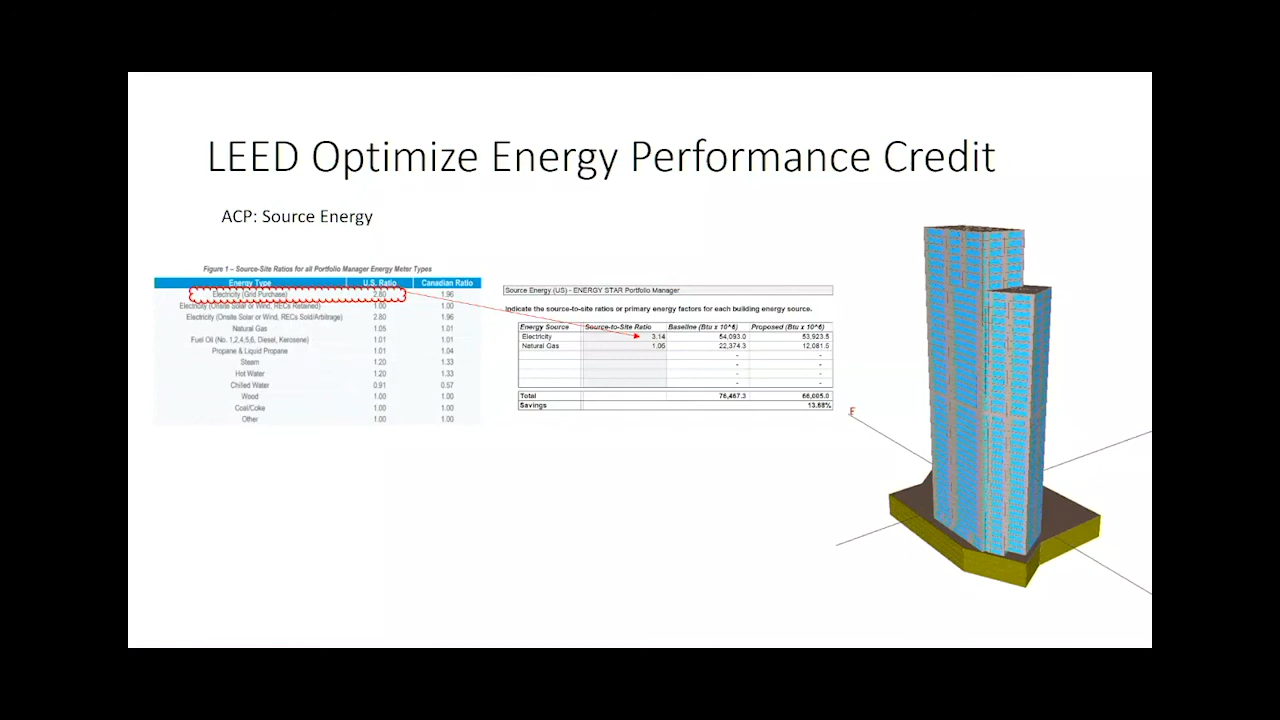 LEED Optimize Energy Performance Credit
ACP: Source Energy
Figure 1 – Source-Site Ratios for all Portfolio Manager Energy Meter Types
Energy Type U.S. Ratio Canadian Ratio
Electricity (Grid Purchase) 2.80 1.96
Electricity (Onsite Solar or Wind, RECs Retained) 1.00 1.00
Electricity (Onsite Solar or Wind, RECs Sold/Arbitrage) 2.80 1.96
Natural Gas 1.05 1.01
Fuel Oil (No. 1,2,4,5,6, Diesel, Kerosene) 1.01 1.01
Propane & Liquid Propane 1.01 1.04
Steam 1.20 1.33
Hot Water 1.20 1.33
Chilled Water 0.91 0.57
Wood 1.00 1.00
Coal/Coke 1.00 1.00
Other 1.00 1.00
Source Energy (US) - ENERGY STAR Portfolio Manager
Indicate the source-to-site ratios or primary energy factors for each building energy source.
Energy Source Source-to-Site Ratio Baseline (Btu x 10^6) Proposed (Btu x 10^6)
Electricity 3.14 54,093.0 53,923.5
Natural Gas 1.05 22,374.3 12,081.5
- -
- -
- -
- -
Total 76,467.3 66,005.0
Savings 13.68%
F